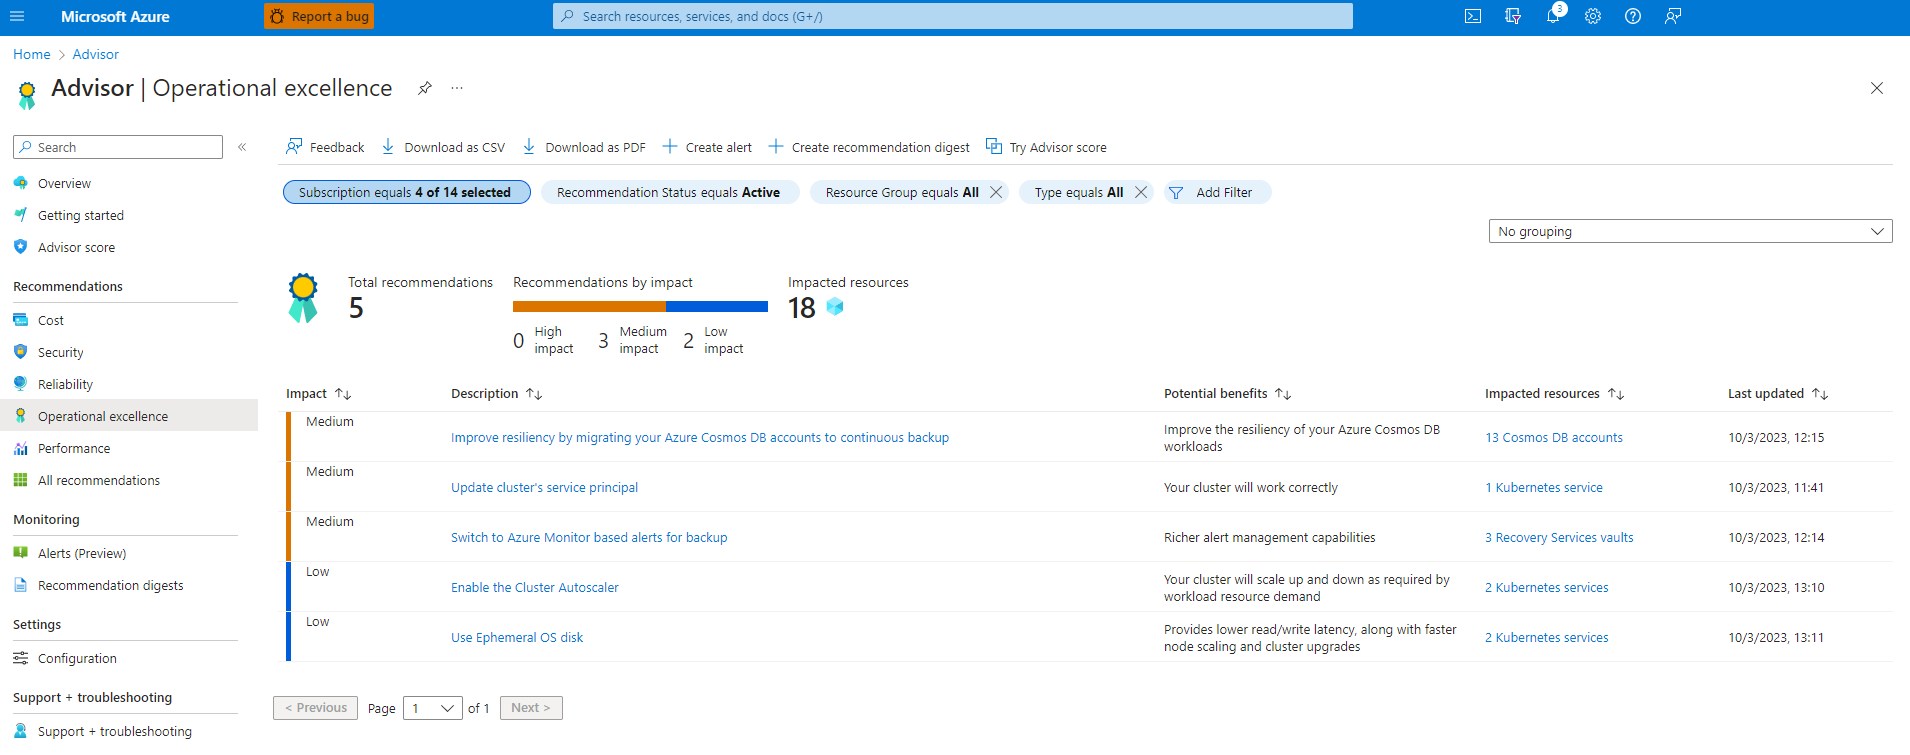 Microsoft Azure
Report a bug
Search resources, services, and docs (G+/)
3
Home > Advisor
Advisor | Operational excellence
...
Search
«
Overview
Getting started
Advisor score
Recommendations
Cost
Security
Reliability
Operational excellence
Performance
All recommendations
Monitoring
Alerts (Preview)
Recommendation digests
Settings
Configuration
Support + troubleshooting
Support + troubleshooting
Feedback Download as CSV Download as PDF Create alert Create recommendation digest Try Advisor score
Subscription equals 4 of 14 selected Recommendation Status equals Active Resource Group equals All Type equals All Add Filter
No grouping
Total recommendations
5
Recommendations by impact
0 High impact
3 Medium impact
2 Low impact
Impacted resources
18
Impact Description Potential benefits Impacted resources Last updated
Medium
Improve resiliency by migrating your Azure Cosmos DB accounts to continuous backup
Improve the resiliency of your Azure Cosmos DB
workloads
13 Cosmos DB accounts
10/3/2023, 12:15
Medium
Update cluster's service principal
Your cluster will work correctly
1 Kubernetes service
10/3/2023, 11:41
Medium
Switch to Azure Monitor based alerts for backup
Richer alert management capabilities
3 Recovery Services vaults
10/3/2023, 12:14
Low
Enable the Cluster Autoscaler
Your cluster will scale up and down as required by
workload resource demand
2 Kubernetes services
10/3/2023, 13:10
Low
Use Ephemeral OS disk
Provides lower read/write latency, along with faster
node scaling and cluster upgrades
2 Kubernetes services
10/3/2023, 13:11
< Previous Page 1 of 1 Next >